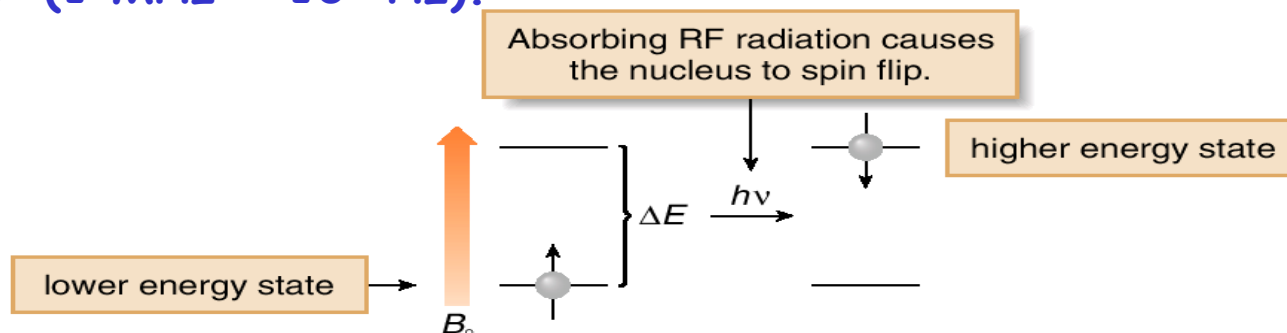 Absorbing RF radiation causes
the nucleus to spin flip.
higher energy state
ΔE
hν
lower energy state
B₀